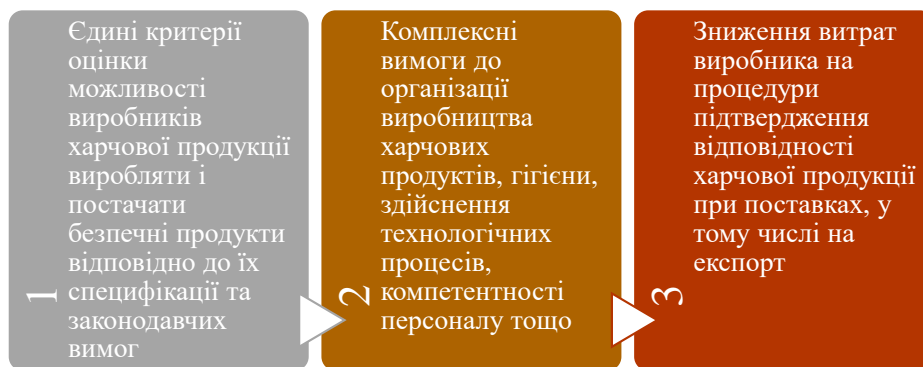 Єдині критерії
оцінки
можливості
виробників
харчової продукції
виробляти і
постачати
безпечні продукти
відповідно до їх
специфікації та
законодавчих
вимог
1
Комплексні
вимоги до
організації
виробництва
харчових
продуктів, гігієни,
здійснення
технологічних
процесів,
компетентності
персоналу тощо
2
Зниження витрат
виробника на
процедури
підтвердження
відповідності
харчової продукції
при поставках, у
тому числі на
експорт
3